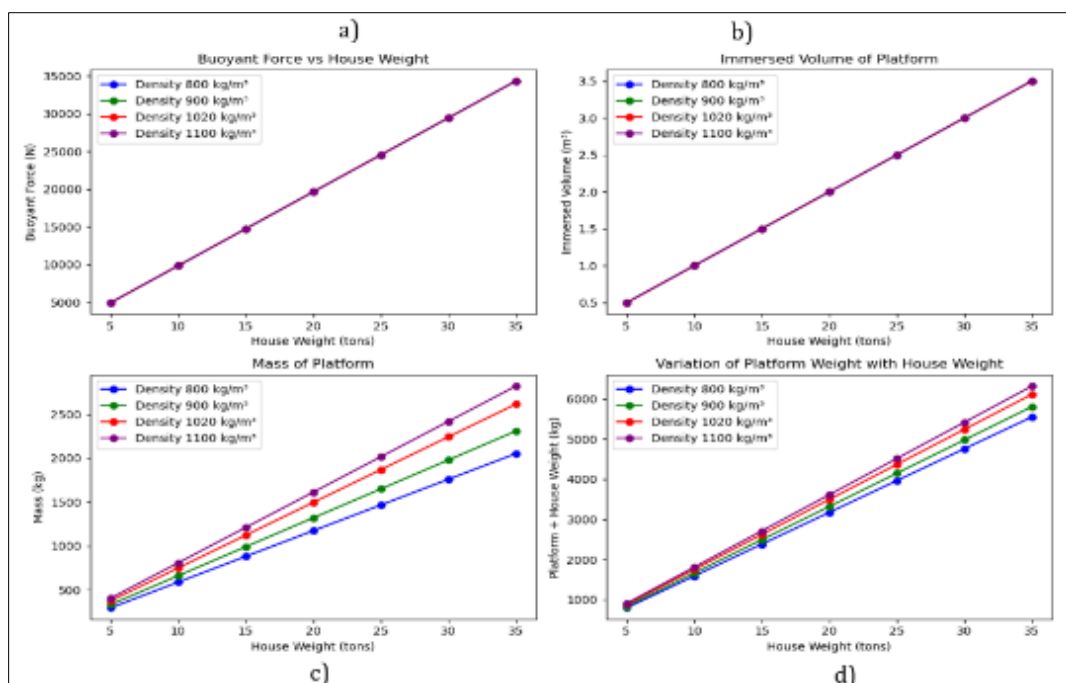 a)
Buoyant Force vs House Weight
Density 800 kg/m³
Density 900 kg/m³
Density 1020 kg/m³
Density 1100 kg/m³
35000
30000
25000
20000
15000
10000
5000
Buoyant Force (N)
5 10 15 20 25 30 35
House Weight (tons)
b)
Immersed Volume of Platform
Density 800 kg/m³
Density 900 kg/m³
Density 1020 kg/m³
Density 1100 kg/m³
3.5
3.0
2.5
2.0
1.5
1.0
0.5
Immersed Volume (m³)
5 10 15 20 25 30 35
House Weight (tons)
Mass of Platform
Density 800 kg/m³
Density 900 kg/m³
Density 1020 kg/m³
Density 1100 kg/m³
2500
2000
1500
1000
500
Mass (kg)
5 10 15 20 25 30 35
House Weight (tons)
c)
Variation of Platform Weight with House Weight
Density 800 kg/m³
Density 900 kg/m³
Density 1020 kg/m³
Density 1100 kg/m³
6000
5000
4000
3000
2000
1000
Platform + House Weight (kg)
5 10 15 20 25 30 35
House Weight (tons)
d)